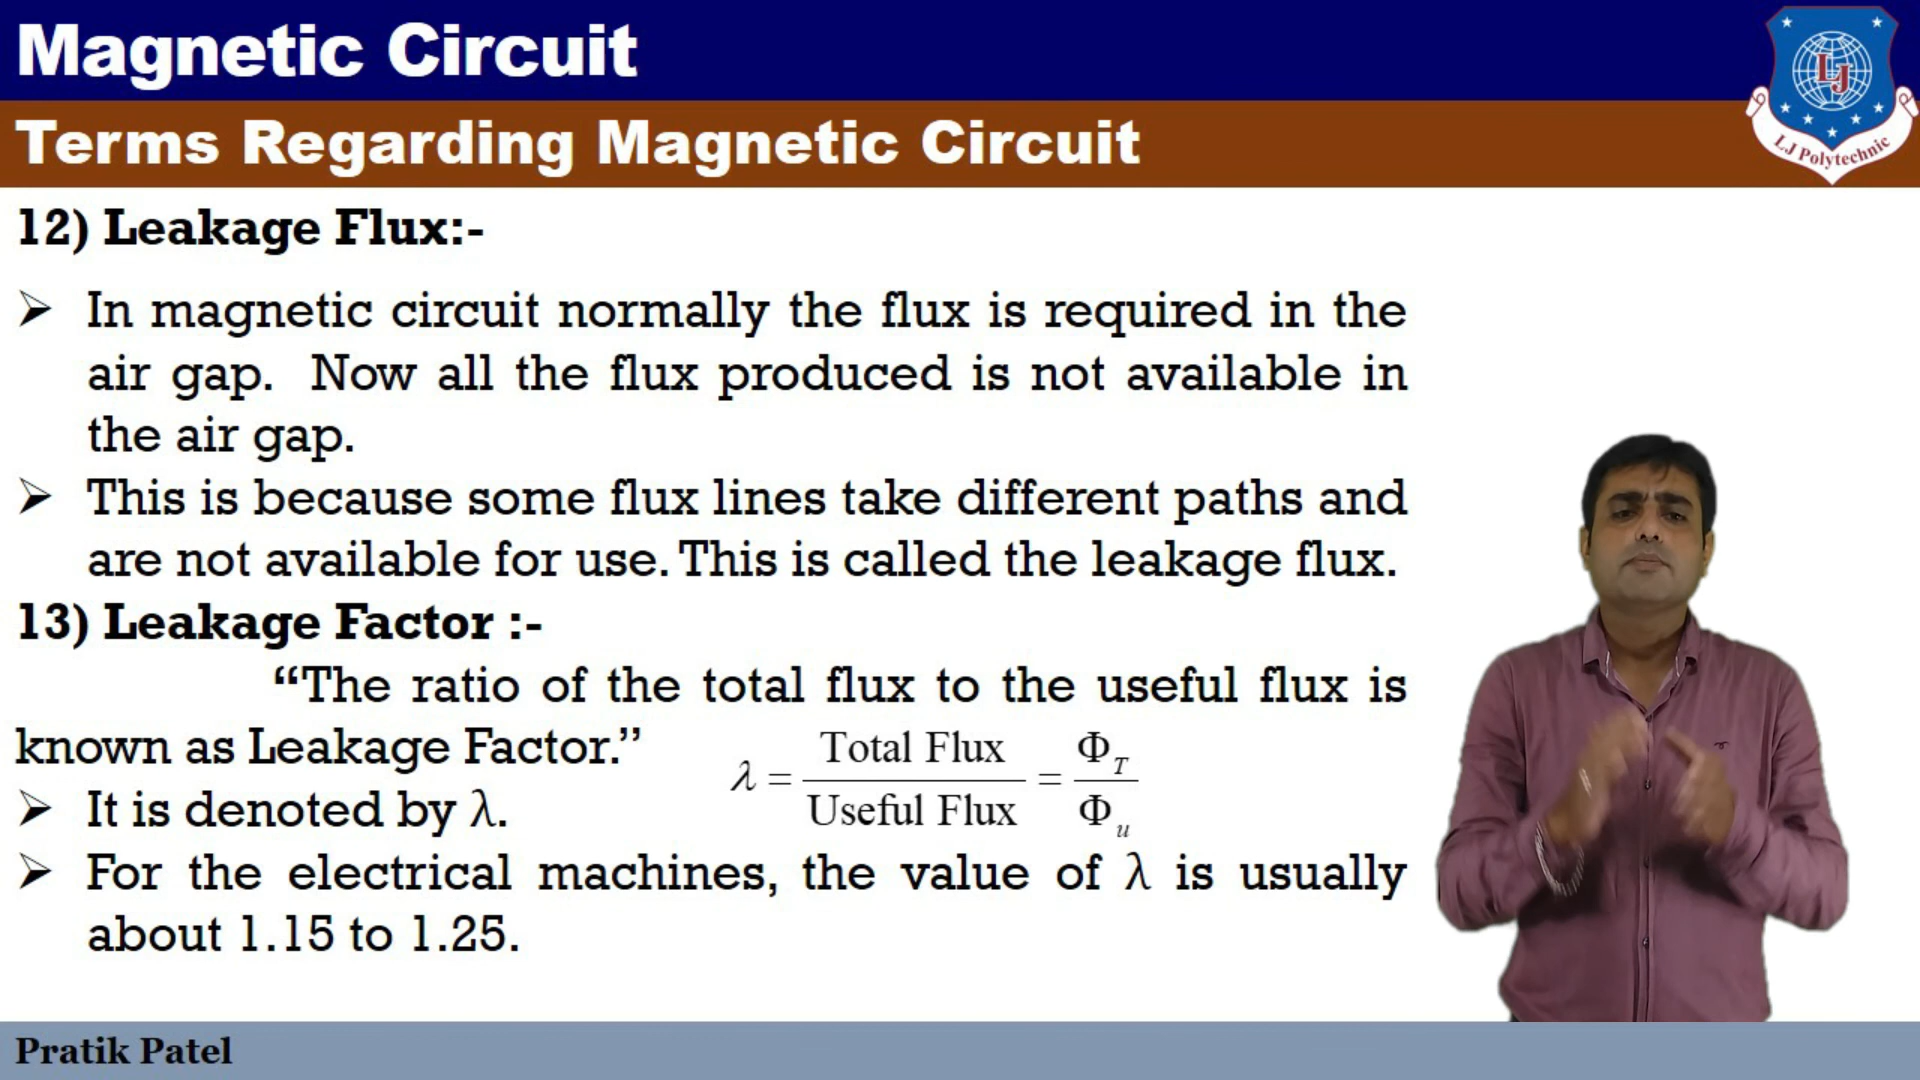 Magnetic Circuit
Terms Regarding Magnetic Circuit
LJ
LJ Polytechnic
12) Leakage Flux:-
➢ In magnetic circuit normally the flux is required in the
air gap. Now all the flux produced is not available in
the air gap.
➢ This is because some flux lines take different paths and
are not available for use. This is called the leakage flux.
13) Leakage Factor :-
“The ratio of the total flux to the useful flux is
known as Leakage Factor.”
λ = Total Flux / Useful Flux = Φ_T / Φ_u
➢ It is denoted by λ.
➢ For the electrical machines, the value of λ is usually
about 1.15 to 1.25.
Pratik Patel